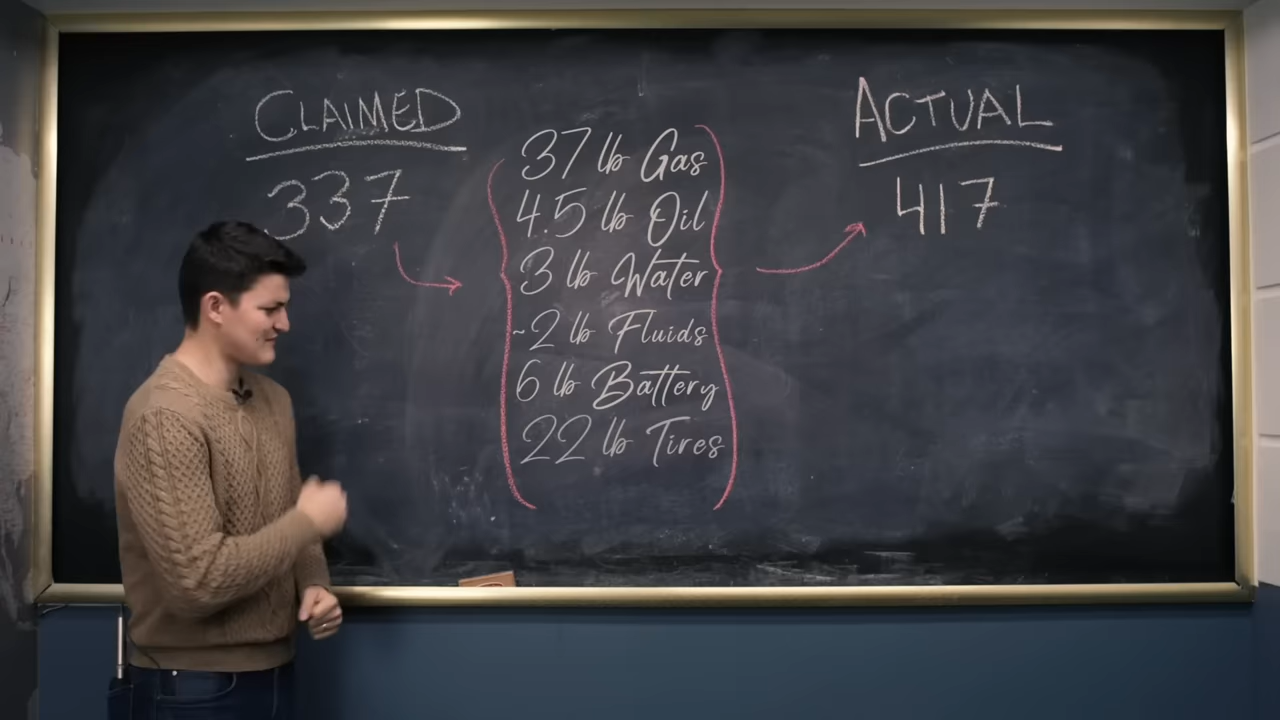 CLAIMED
337
37 lb Gas
4.5 lb Oil
3 lb Water
~2 lb Fluids
6 lb Battery
22 lb Tires
ACTUAL
417